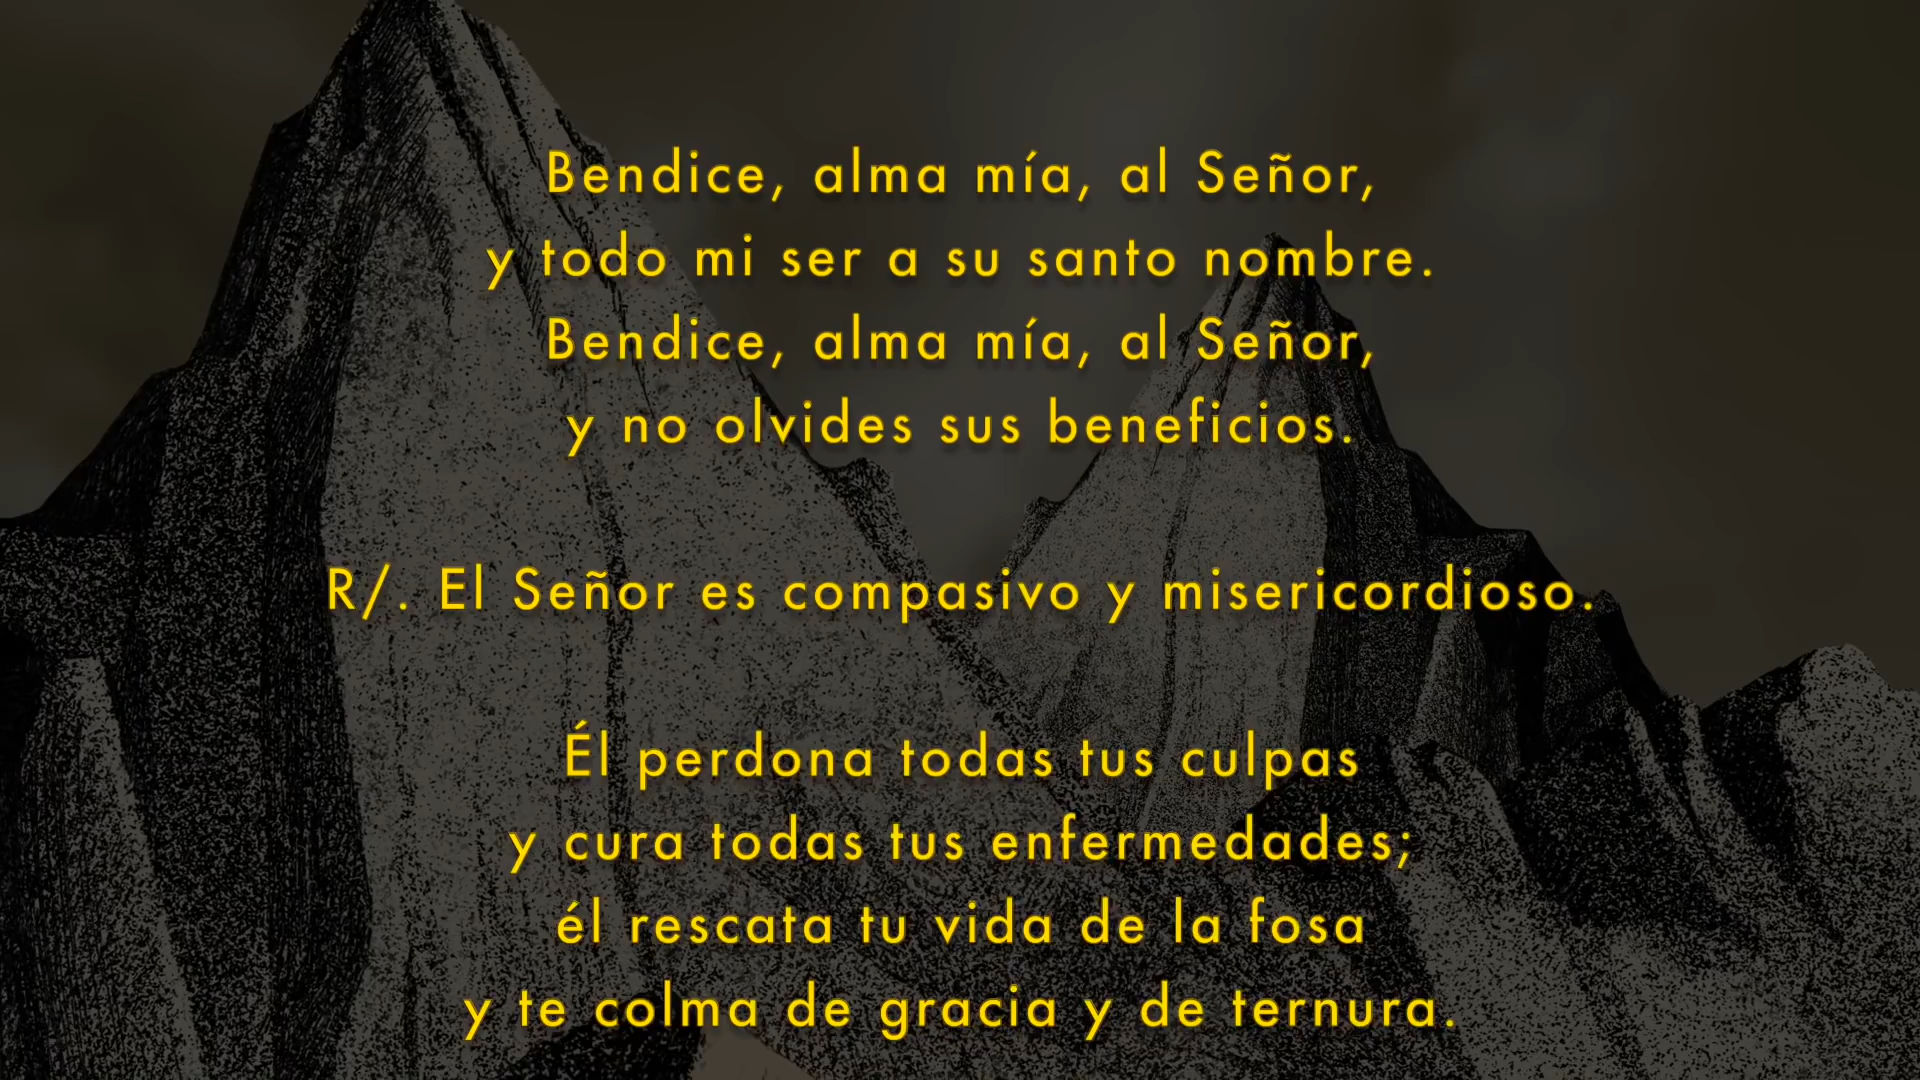 Bendice, alma mía, al Señor,
y todo mi ser a su santo nombre.
Bendice, alma mía, al Señor,
y no olvides sus beneficios.
R/. El Señor es compasivo y misericordioso.
Él perdona todas tus culpas
y cura todas tus enfermedades;
él rescata tu vida de la fosa
y te colma de gracia y de ternura.